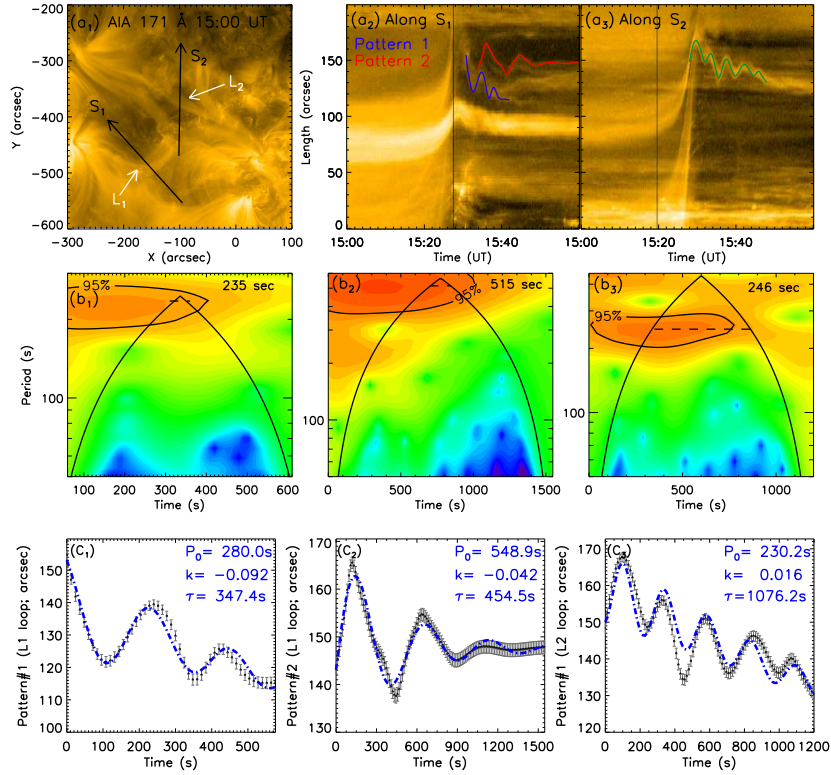 (a₁) AIA 171 Å 15:00 UT
S₂
L₂
S₁
L₁
Y (arcsec)
-200
-300
-400
-500
-600
-300 -200 -100 0 100
X (arcsec)
(a₂) Along S₁
Pattern 1
Pattern 2
Length (arcsec)
200
150
100
50
0
15:00 15:20 15:40 15:00
Time (UT)
(a₃) Along S₂
15:20 15:40
Time (UT)
95%
(b₁)
235 sec
Period (s)
100
100 200 300 400 500 600
Time (s)
(b₂)
515 sec
95%
100
0 500 1000 1500
Time (s)
(b₃)
246 sec
95%
100
0 500 1000
Time (s)
(C₁)
P₀= 280.0s
k= -0.092
τ= 347.4s
Pattern#1 (L1 loop; arcsec)
160
150
140
130
120
110
100
0 100 200 300 400 500
Time (s)
(C₂)
P₀= 548.9s
k= -0.042
τ= 454.5s
Pattern#2 (L1 loop; arcsec)
170
160
150
140
130
0 300 600 900 1200 1500
Time (s)
(C₃)
P₀= 230.2s
k= 0.016
τ=1076.2s
Pattern#1 (L2 loop; arcsec)
170
160
150
140
130
120
0 200 400 600 800 1000 1200
Time (s)